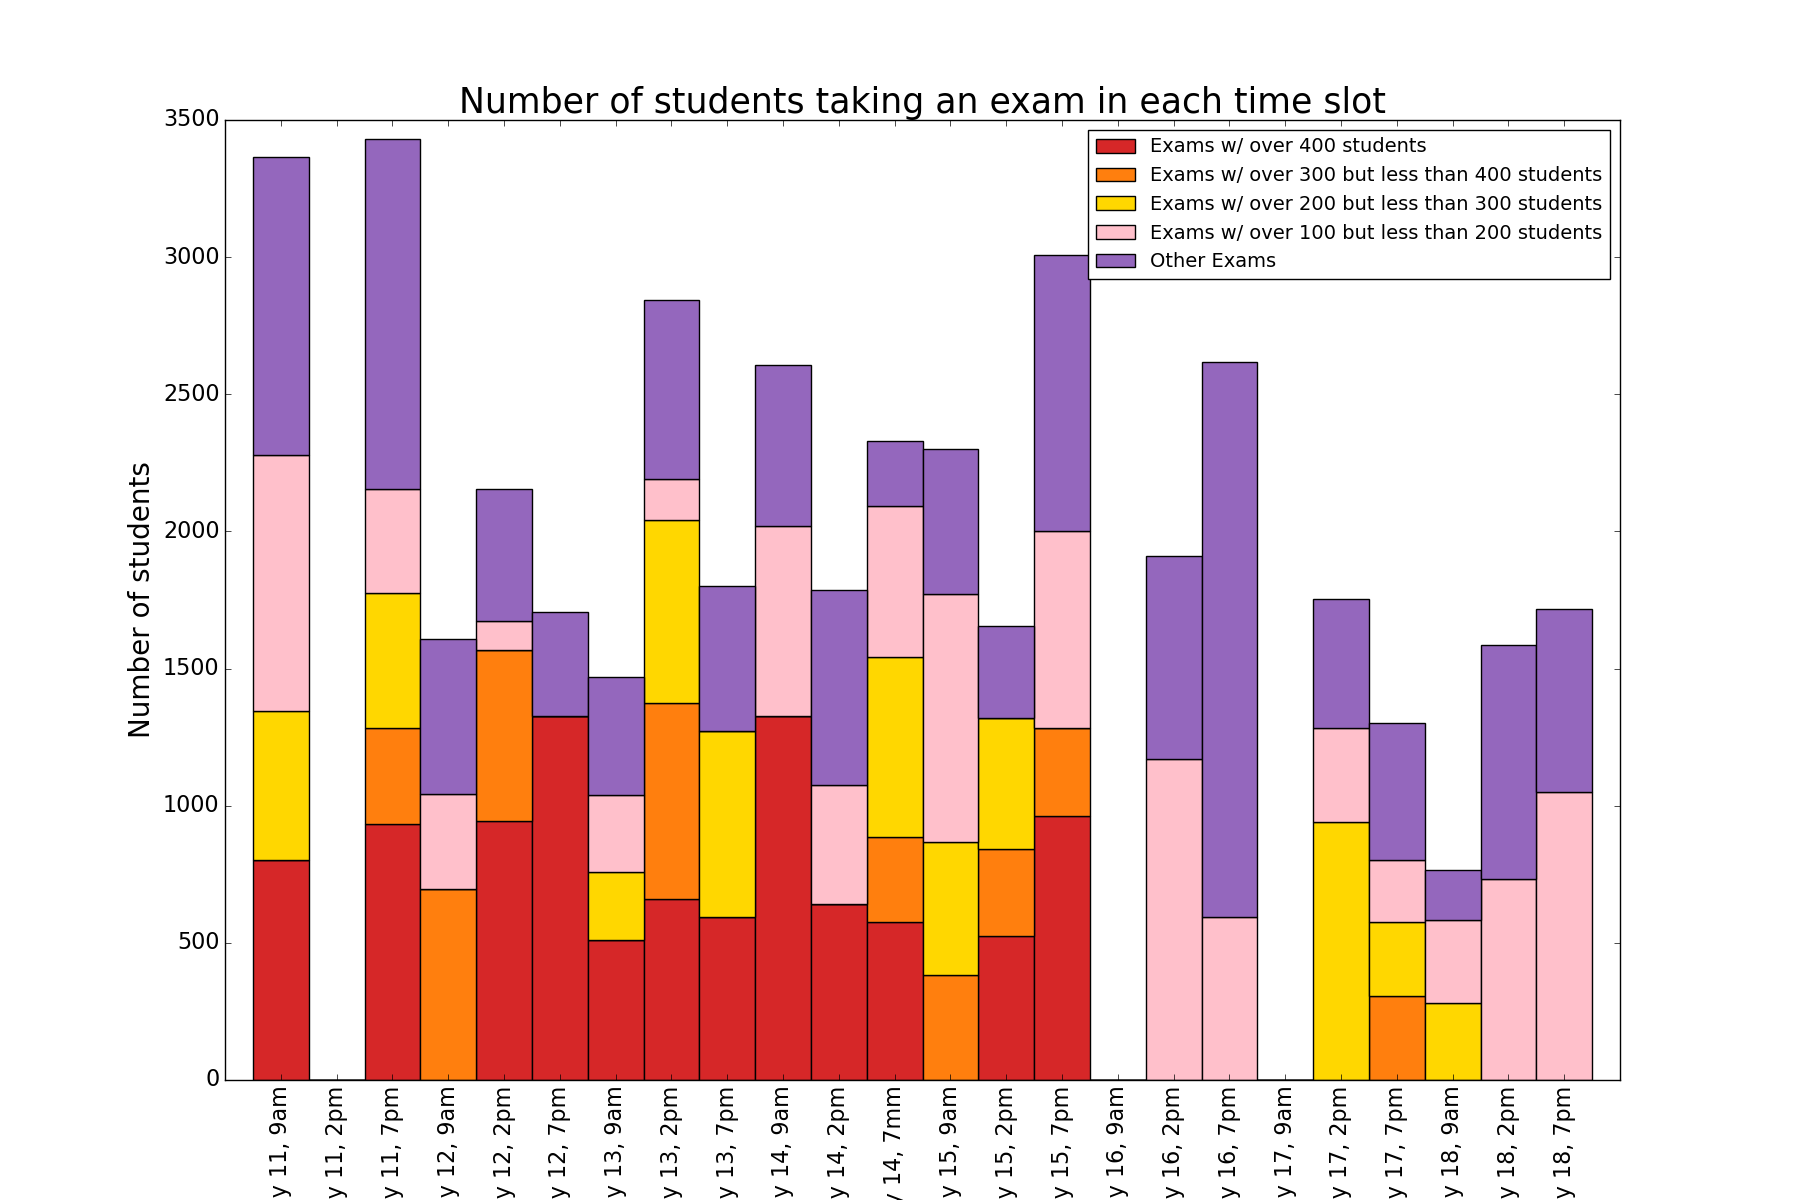 Number of students taking an exam in each time slot
3500
3000
2500
2000
1500
1000
500
0
Number of students
Exams w/ over 400 students
Exams w/ over 300 but less than 400 students
Exams w/ over 200 but less than 300 students
Exams w/ over 100 but less than 200 students
Other Exams
y 11, 9am
y 11, 2pm
y 11, 7pm
y 12, 9am
y 12, 2pm
y 12, 7pm
y 13, 9am
y 13, 2pm
y 13, 7pm
y 14, 9am
y 14, 2pm
y 14, 7mm
y 15, 9am
y 15, 2pm
y 15, 7pm
y 16, 9am
y 16, 2pm
y 16, 7pm
y 17, 9am
y 17, 2pm
y 17, 7pm
y 18, 9am
y 18, 2pm
y 18, 7pm